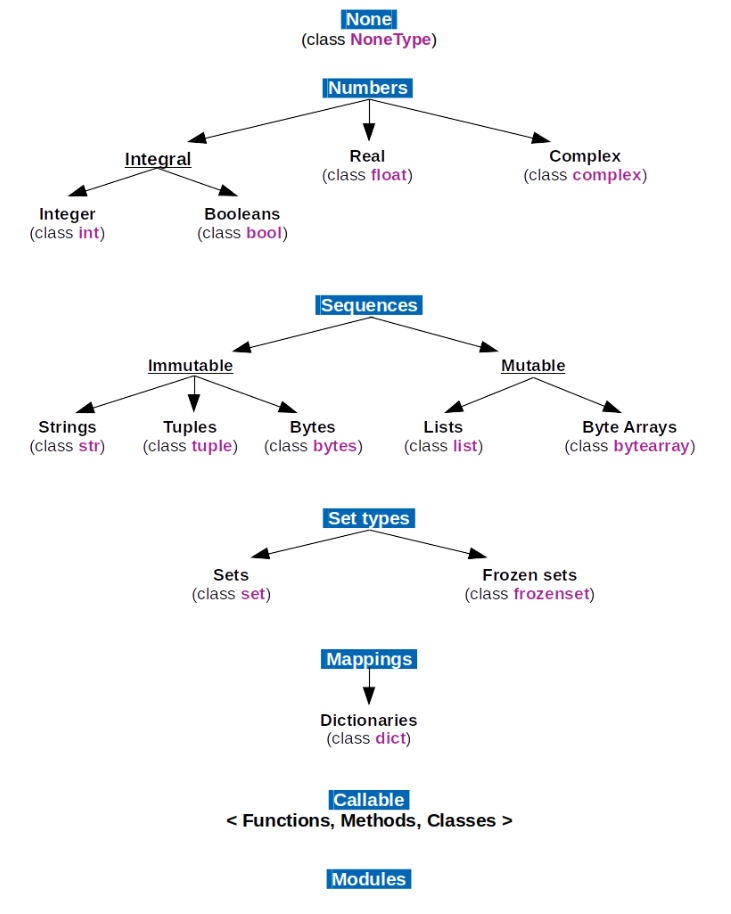 None
(class NoneType)
Numbers
Integral
Real
(class float)
Complex
(class complex)
Integer
(class int)
Booleans
(class bool)
Sequences
Immutable
Mutable
Strings
(class str)
Tuples
(class tuple)
Bytes
(class bytes)
Lists
(class list)
Byte Arrays
(class bytearray)
Set types
Sets
(class set)
Frozen sets
(class frozenset)
Mappings
Dictionaries
(class dict)
Callable
< Functions, Methods, Classes >
Modules